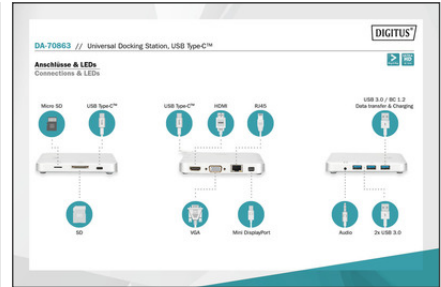 DIGITUS®
DA-70863 // Universal Docking Station, USB Type-C™
Anschlüsse & LEDs
Connections & LEDs
HD
Micro SD
USB Type-C™
USB Type-C™
HDMI
RJ45
USB 3.0 / BC 1.2
Data transfer & Charging
SD
VGA
Mini DisplayPort
Audio
2x USB 3.0